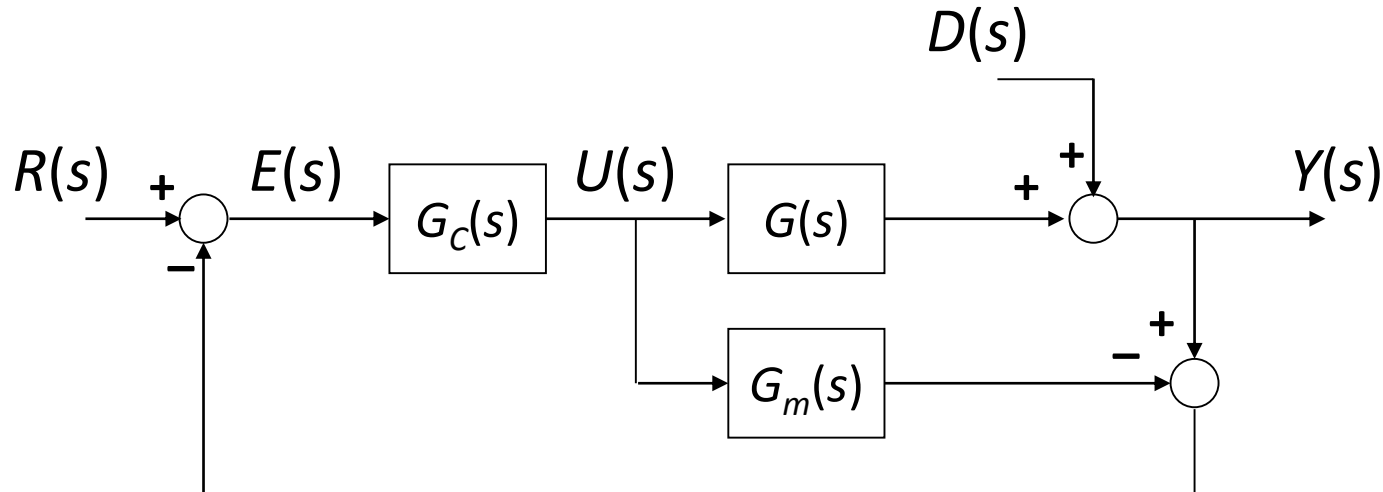 D(s)
R(s) + E(s) G_C(s) U(s) G(s) + + Y(s)
−
G_m(s) − +